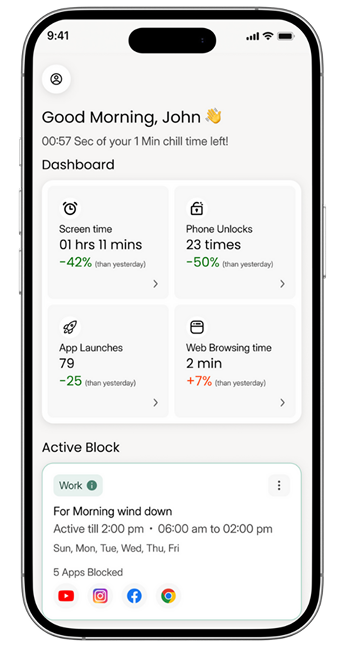 9:41
Good Morning, John 👋
00:57 Sec of your 1 Min chill time left!
Dashboard
Screen time
01 hrs 11 mins
-42% (than yesterday)
Phone Unlocks
23 times
-50% (than yesterday)
App Launches
79
-25 (than yesterday)
Web Browsing time
2 min
+7% (than yesterday)
Active Block
Work
For Morning wind down
Active till 2:00 pm • 06:00 am to 02:00 pm
Sun, Mon, Tue, Wed, Thu, Fri
5 Apps Blocked